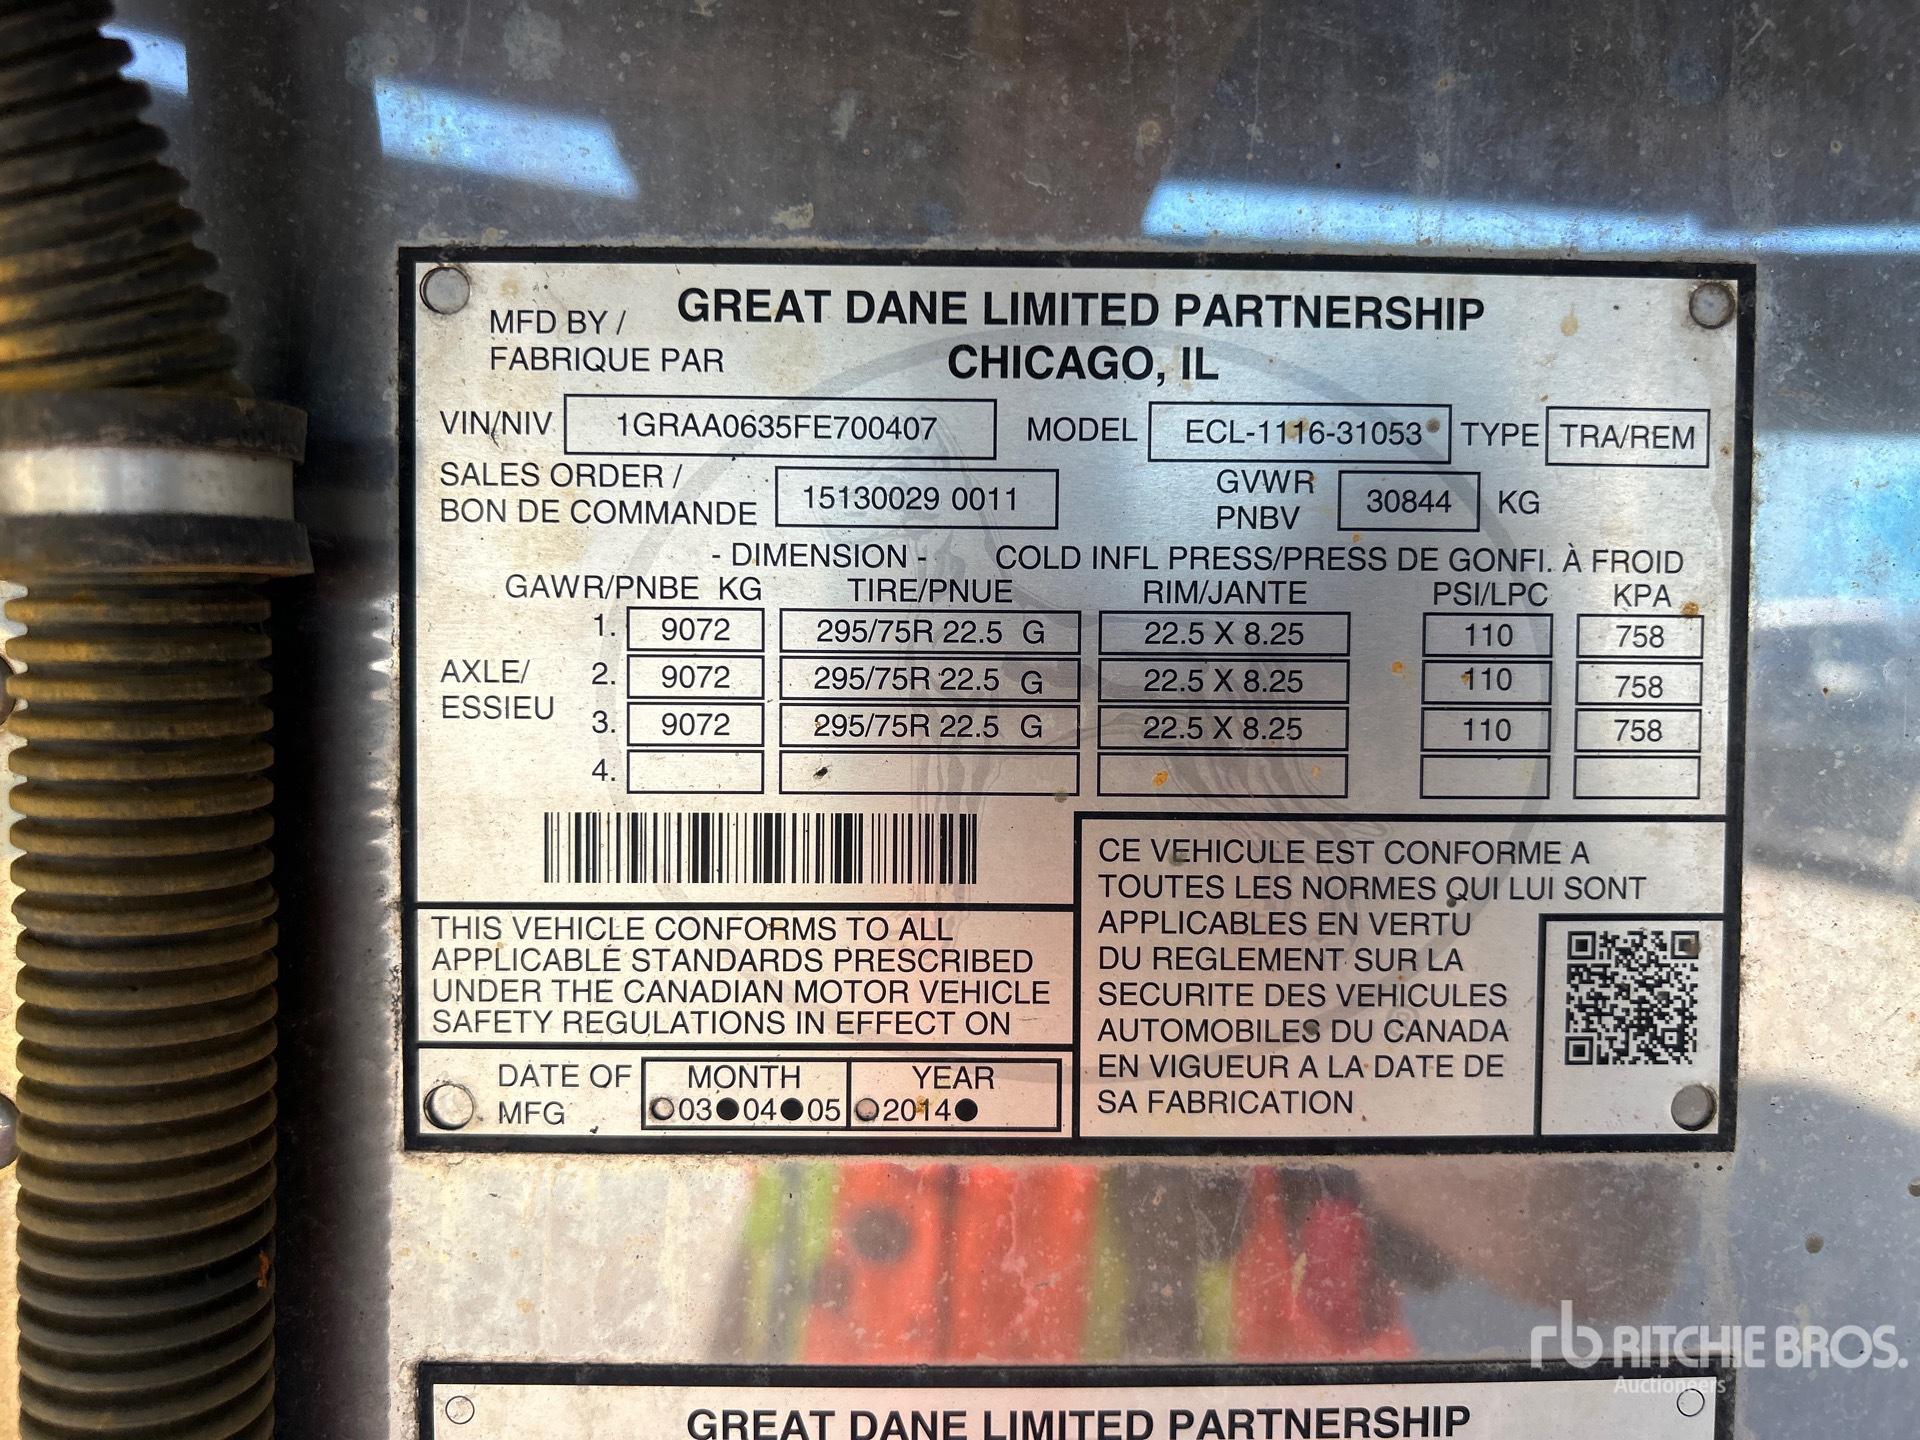 MFD BY / GREAT DANE LIMITED PARTNERSHIP
FABRIQUE PAR CHICAGO, IL
VIN/NIV 1GRAA0635FE700407 MODEL ECL-1116-31053 TYPE TRA/REM
SALES ORDER /
BON DE COMMANDE 15130029 0011 GVWR
PNBV 30844 KG
- DIMENSION - COLD INFL PRESS/PRESS DE GONFI. À FROID
GAWR/PNBE KG TIRE/PNUE RIM/JANTE PSI/LPC KPA
AXLE/
ESSIEU
1. 9072 295/75R 22.5 G 22.5 X 8.25 110 758
2. 9072 295/75R 22.5 G 22.5 X 8.25 110 758
3. 9072 295/75R 22.5 G 22.5 X 8.25 110 758
4.
THIS VEHICLE CONFORMS TO ALL
APPLICABLE STANDARDS PRESCRIBED
UNDER THE CANADIAN MOTOR VEHICLE
SAFETY REGULATIONS IN EFFECT ON
DATE OF
MFG
MONTH YEAR
03 04 05 2014
CE VEHICULE EST CONFORME A
TOUTES LES NORMES QUI LUI SONT
APPLICABLES EN VERTU
DU REGLEMENT SUR LA
SECURITE DES VEHICULES
AUTOMOBILES DU CANADA
EN VIGUEUR A LA DATE DE
SA FABRICATION
GREAT DANE LIMITED PARTNERSHIP
rb RITCHIE BROS.
Auctioneers